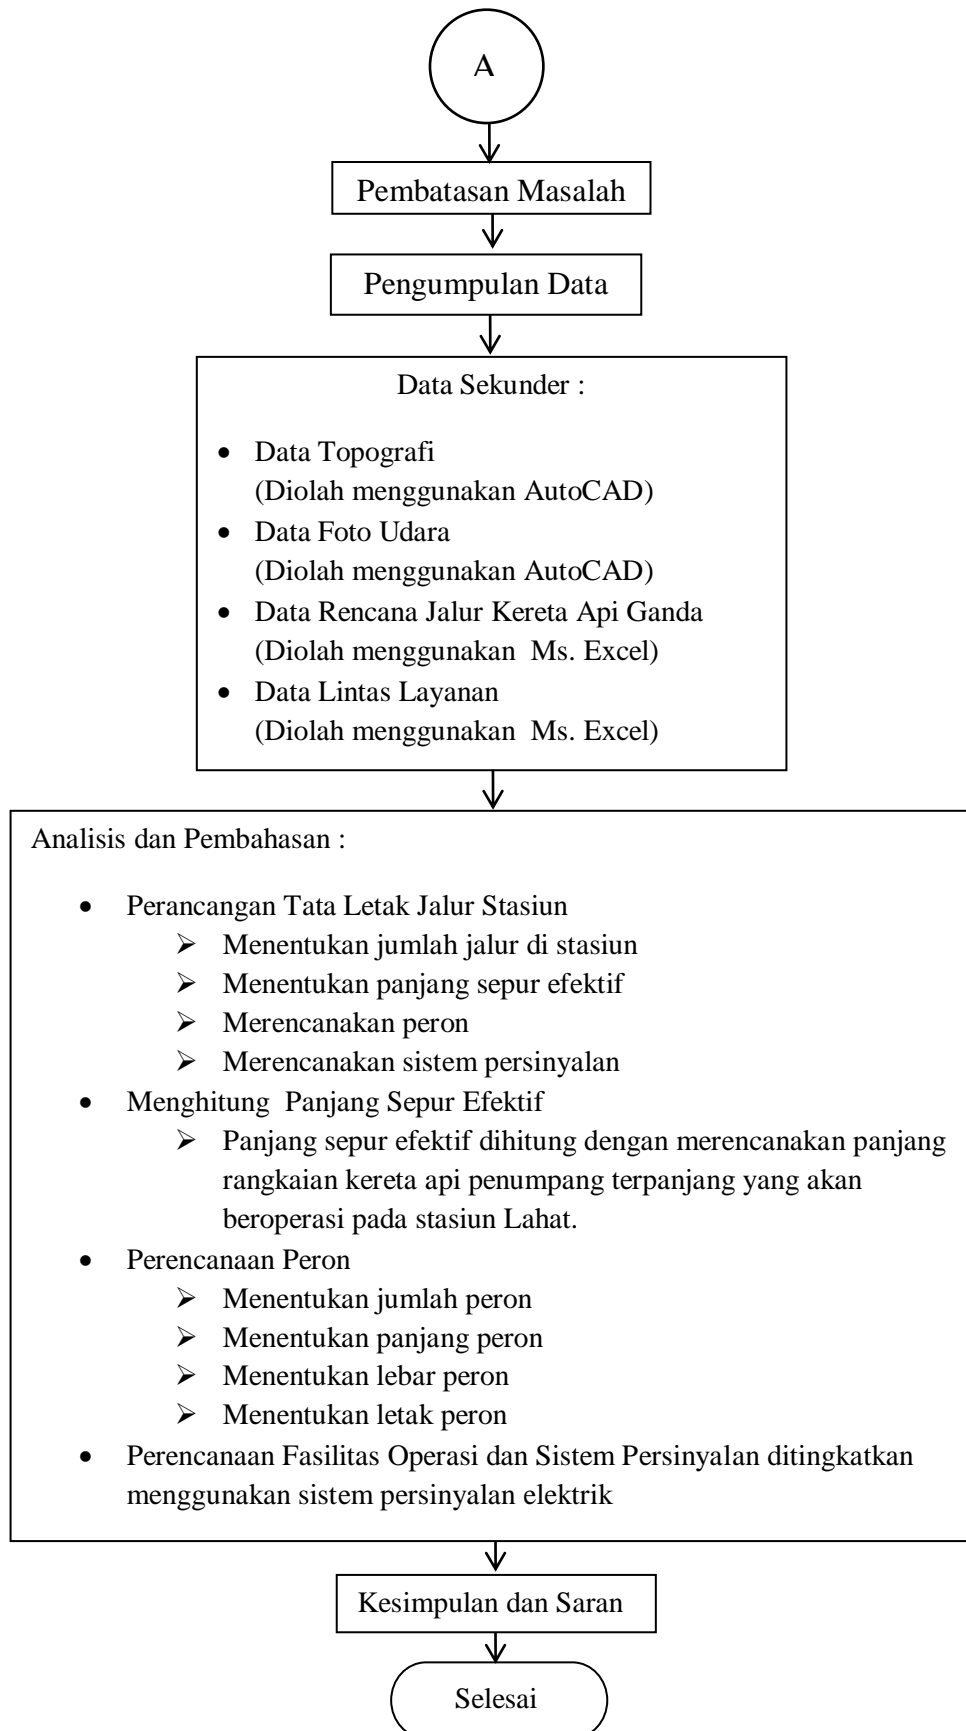 A
Pembatasan Masalah
Pengumpulan Data
Data Sekunder :
• Data Topografi
(Diolah menggunakan AutoCAD)
• Data Foto Udara
(Diolah menggunakan AutoCAD)
• Data Rencana Jalur Kereta Api Ganda
(Diolah menggunakan  Ms. Excel)
• Data Lintas Layanan
(Diolah menggunakan  Ms. Excel)
Analisis dan Pembahasan :
• Perancangan Tata Letak Jalur Stasiun
➢ Menentukan jumlah jalur di stasiun
➢ Menentukan panjang sepur efektif
➢ Merencanakan peron
➢ Merencanakan sistem persinyalan
• Menghitung  Panjang Sepur Efektif
➢ Panjang sepur efektif dihitung dengan merencanakan panjang
rangkaian kereta api penumpang terpanjang yang akan
beroperasi pada stasiun Lahat.
• Perencanaan Peron
➢ Menentukan jumlah peron
➢ Menentukan panjang peron
➢ Menentukan lebar peron
➢ Menentukan letak peron
• Perencanaan Fasilitas Operasi dan Sistem Persinyalan ditingkatkan
menggunakan sistem persinyalan elektrik
Kesimpulan dan Saran
Selesai